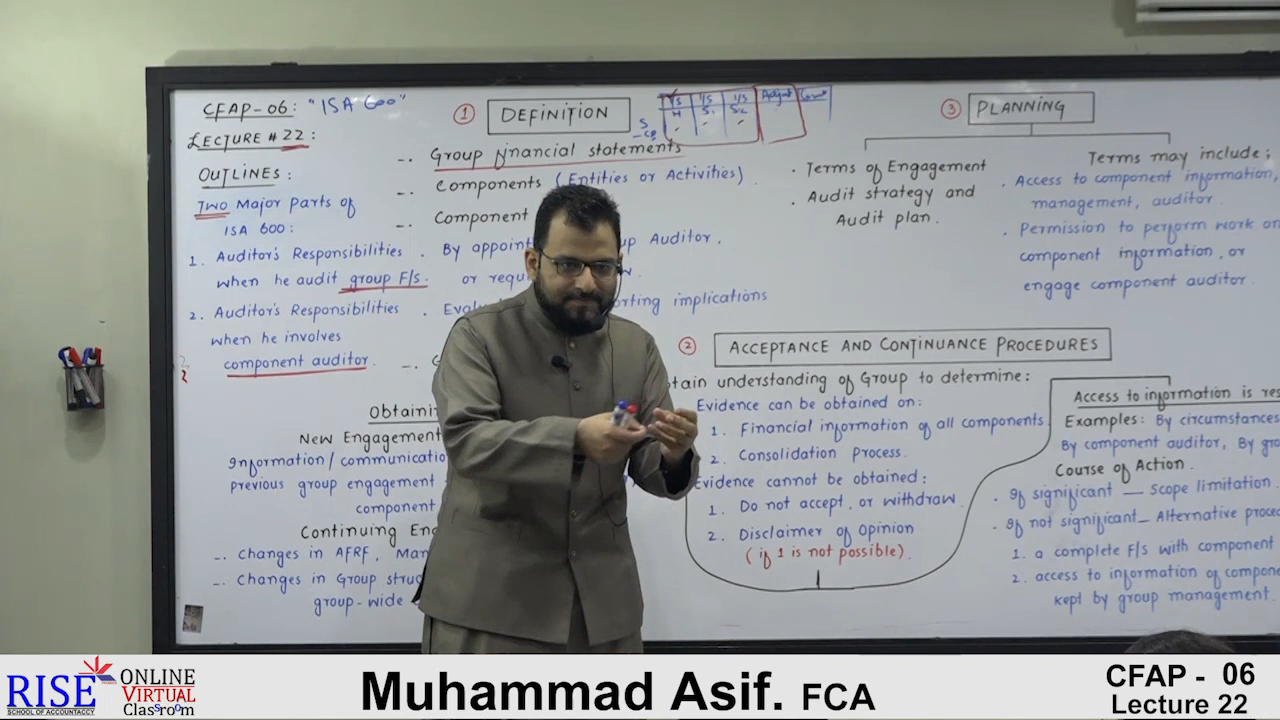 CFAP-06: "ISA 600"
LECTURE # 22:
OUTLINES:
TWO Major parts of
ISA 600:
1. Auditor's Responsibilities
when he audit group F/s.
2. Auditor's Responsibilities
when he involves
component auditor.
1 DEFINITION
Adjust
-. Group financial statements
-. Components (Entities or Activities)
-. Component
. By appoint Auditor,
or
.
implications
-.
New Engagement
Information/communicatio
previous group engagement
component
Continuing
-. Changes in AFRF,
-. Changes in Group
group-wide
2 ACCEPTANCE AND CONTINUANCE PROCEDURES
understanding of Group to determine:
Evidence can be obtained on:
1. Financial information of all components
2. Consolidation Process.
Evidence cannot be obtained:
1. Do not accept, or withdraw
2. Disclaimer of Opinion
(if 1 is not possible).
3 PLANNING
. Terms of Engagement
. Audit strategy and
Audit plan.
Terms may include:
. Access to component information,
management, auditor.
. Permission to perform work on
component information, or
engage component auditor.
Access to information is res
Examples: By circumstances
By component auditor, By g
Course of Action.
. If significant — Scope limitation.
. If not significant — Alternative proce
1. a complete F/s with component
2. access to information of compone
kept by group management.
RISE
SCHOOL OF ACCOUNTANCY
ONLINE
VIRTUAL
Classroom
Muhammad Asif. FCA
CFAP - 06
Lecture 22